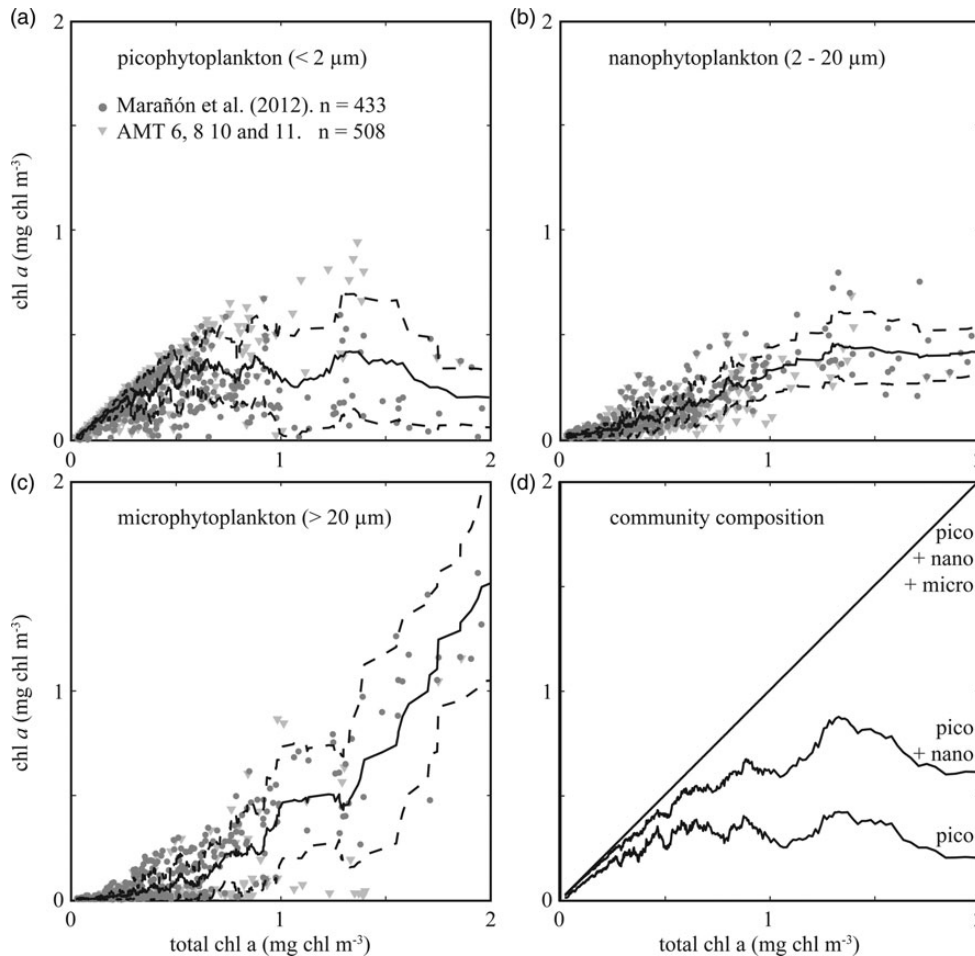 (a)
2
picophytoplankton (< 2 µm)
Marañón et al. (2012). n = 433
AMT 6, 8 10 and 11. n = 508
chl a (mg chl m⁻³)
1
0
0
1
2
(b)
2
nanophytoplankton (2 - 20 µm)
1
0
0
1
2
(c)
2
microphytoplankton (> 20 µm)
chl a (mg chl m⁻³)
1
0
0
1
2
total chl a (mg chl m⁻³)
(d)
2
community composition
pico
+ nano
+ micro
1
pico
+ nano
pico
0
0
1
2
total chl a (mg chl m⁻³)